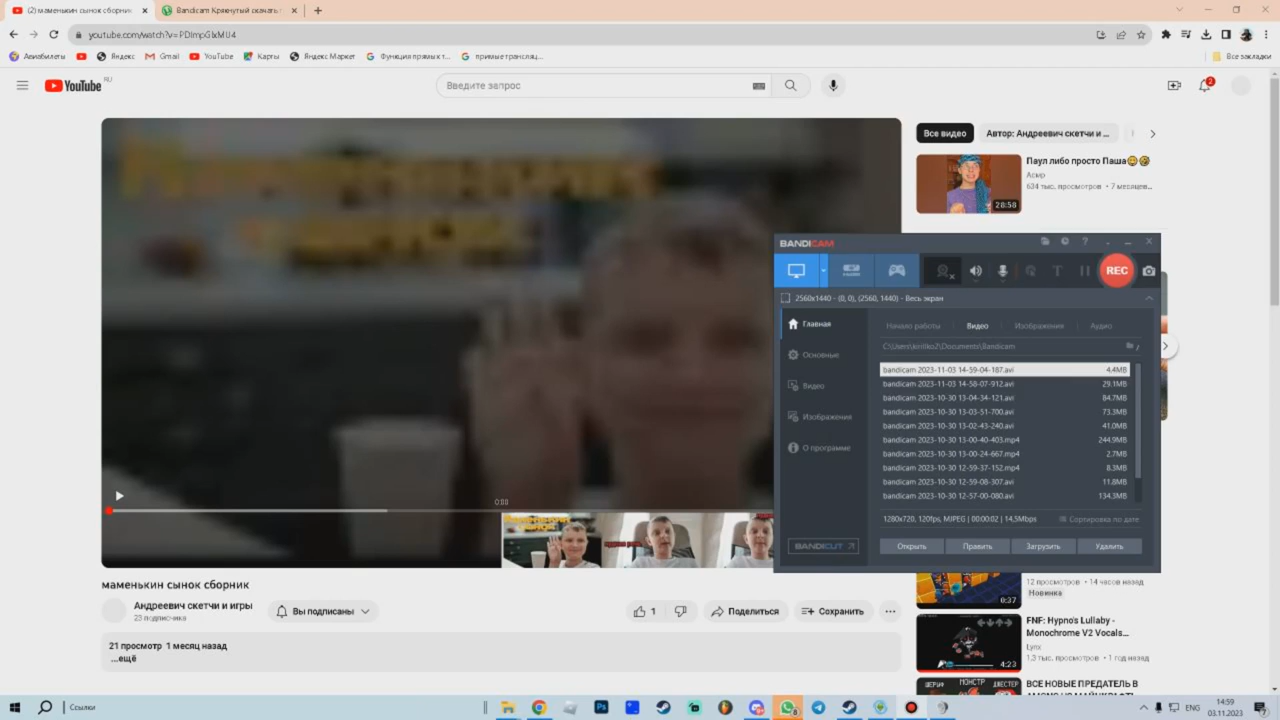 (2) маменькин сынок сборник
Bandicam Крякнутый скачать
youtube.com/watch?v=PDImpGlxMU4
Авиабилеты
Яндекс
Gmail
YouTube
Карты
Яндекс Маркет
Функция прямых т...
прямые трансляц...
Все закладки
YouTube RU
Введите запрос
2
Все видео
Автор: Андреевич скетчи и ...
Паул либо просто Паша
Асмр
634 тыс. просмотров • 7 месяцев...
28:58
BANDICAM
REC
2560x1440 - (0, 0), (2560, 1440) - Весь экран
Главная
Основные
Видео
Изображения
О программе
BANDICUT
Начало работы
Видео
Изображения
Аудио
C:\Users\kirillko2\Documents\Bandicam
bandicam 2023-11-03 14-59-04-187.avi 4.4MB
bandicam 2023-11-03 14-58-07-912.avi 29.1MB
bandicam 2023-10-30 13-04-34-121.avi 84.7MB
bandicam 2023-10-30 13-03-51-700.avi 73.3MB
bandicam 2023-10-30 13-02-43-240.avi 41.0MB
bandicam 2023-10-30 13-00-40-403.mp4 244.9MB
bandicam 2023-10-30 13-00-24-667.mp4 2.7MB
bandicam 2023-10-30 12-59-37-152.mp4 8.3MB
bandicam 2023-10-30 12-59-08-307.avi 11.8MB
bandicam 2023-10-30 12-57-00-080.avi 134.3MB
1280x720, 120fps, MJPEG | 00:00:02 | 14,5Mbps
Сортировка по дате
Открыть
Править
Загрузить
Удалить
0:00
маменькин сынок сборник
Андреевич скетчи и игры
23 подписчика
Вы подписаны
1
Поделиться
Сохранить
21 просмотр 1 месяц назад
...ещё
12 просмотров • 14 часов назад
Новинка
0:37
FNF: Hypno's Lullaby -
Monochrome V2 Vocals...
Lynx
1,3 тыс. просмотров • 1 год назад
4:23
ШЕРИФ МОНСТР ДЖЕСТЕР
ВСЕ НОВЫЕ ПРЕДАТЕЛЬ В
Ссылки
ENG
14:59
03.11.2023